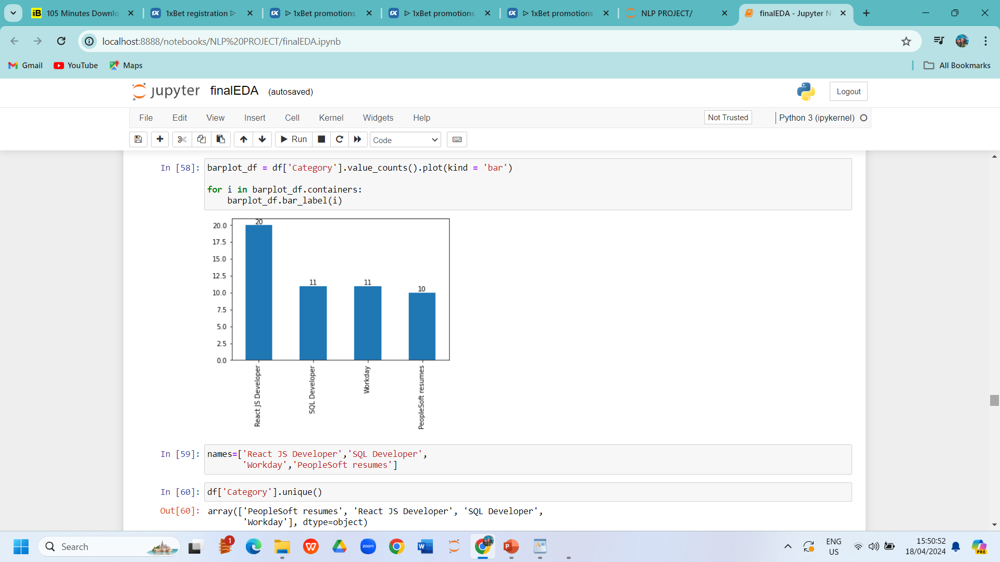 105 Minutes Downlo
1xBet registration ▷
▷ 1xBet promotions
▷ 1xBet promotions
▷ 1xBet promotions
NLP PROJECT/
finalEDA - Jupyter N
localhost:8888/notebooks/NLP%20PROJECT/finalEDA.ipynb
Gmail YouTube Maps All Bookmarks
jupyter finalEDA (autosaved) Logout
File Edit View Insert Cell Kernel Widgets Help Not Trusted Python 3 (ipykernel)
Run Code
In [58]: barplot_df = df['Category'].value_counts().plot(kind = 'bar')
for i in barplot_df.containers:
barplot_df.bar_label(i)
20
20.0
17.5
15.0
12.5
11 11
10
10.0
7.5
5.0
2.5
0.0
React JS Developer
SQL Developer
Workday
PeopleSoft resumes
In [59]: names=['React JS Developer','SQL Developer',
'Workday','PeopleSoft resumes']
In [60]: df['Category'].unique()
Out[60]: array(['PeopleSoft resumes', 'React JS Developer', 'SQL Developer',
'Workday'], dtype=object)
Search
1
zoom
ENG
US
15:50:52
18/04/2024
PRE